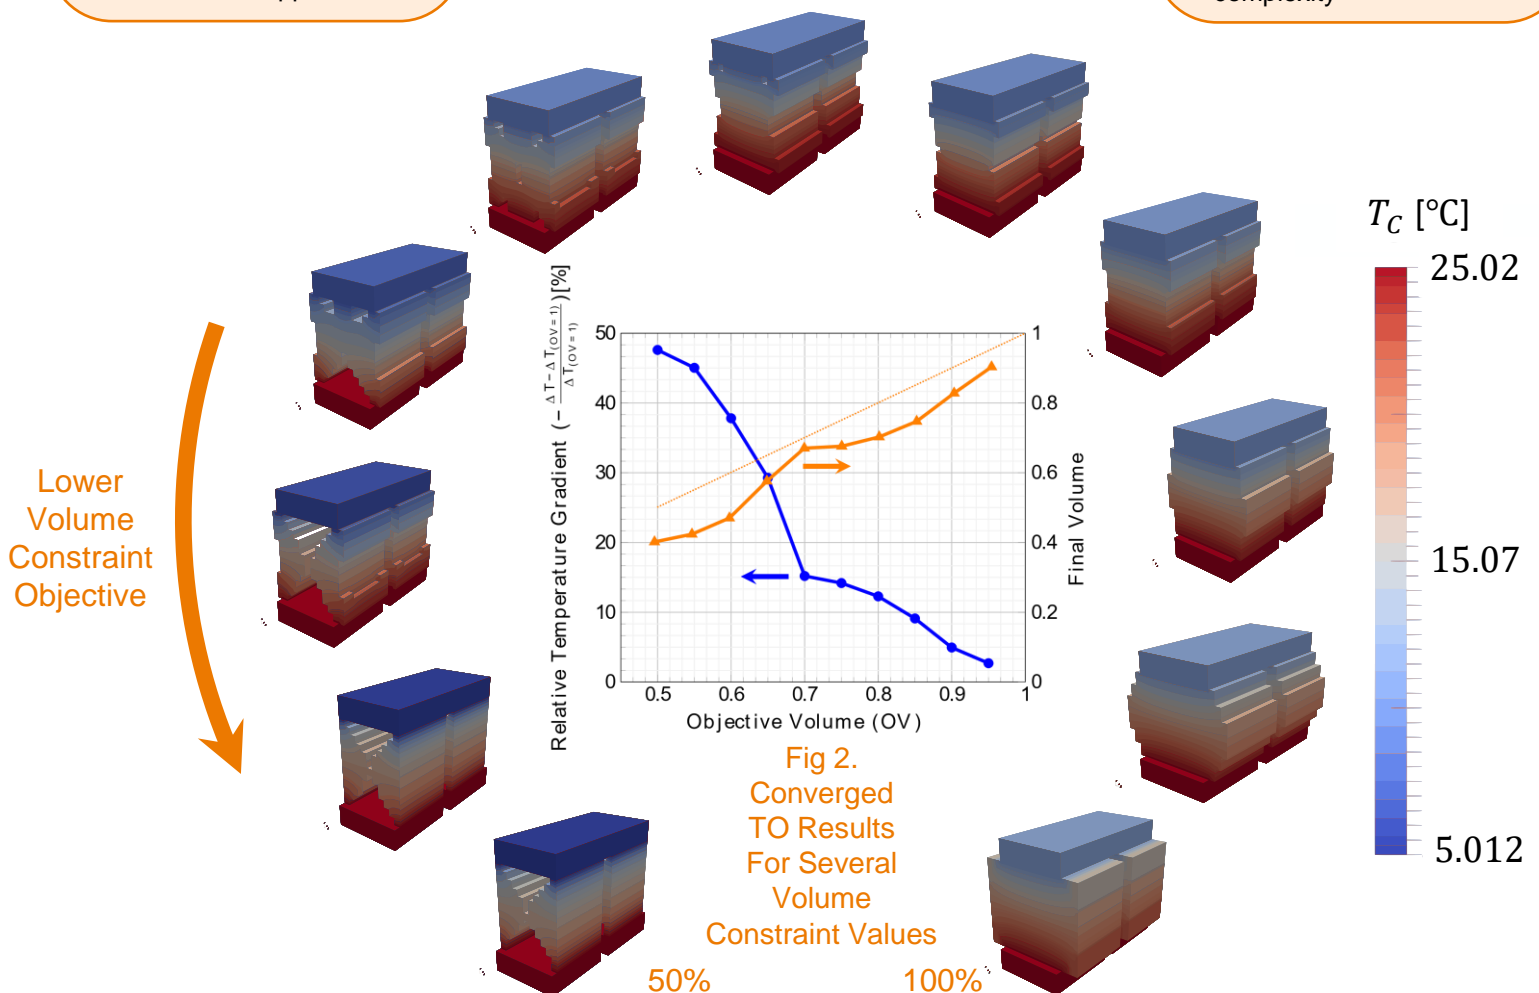 complexity
T_C [°C]
25.02
15.07
5.012
Lower
Volume
Constraint
Objective
Relative Temperature Gradient (− (ΔT−ΔT(OV=1))/ΔT(OV=1))[%]
50
40
30
20
10
0
1
0.8
0.6
0.4
0.2
0
Final Volume
0.5 0.6 0.7 0.8 0.9 1
Objective Volume (OV)
Fig 2.
Converged
TO Results
For Several
Volume
Constraint Values
50% 100%